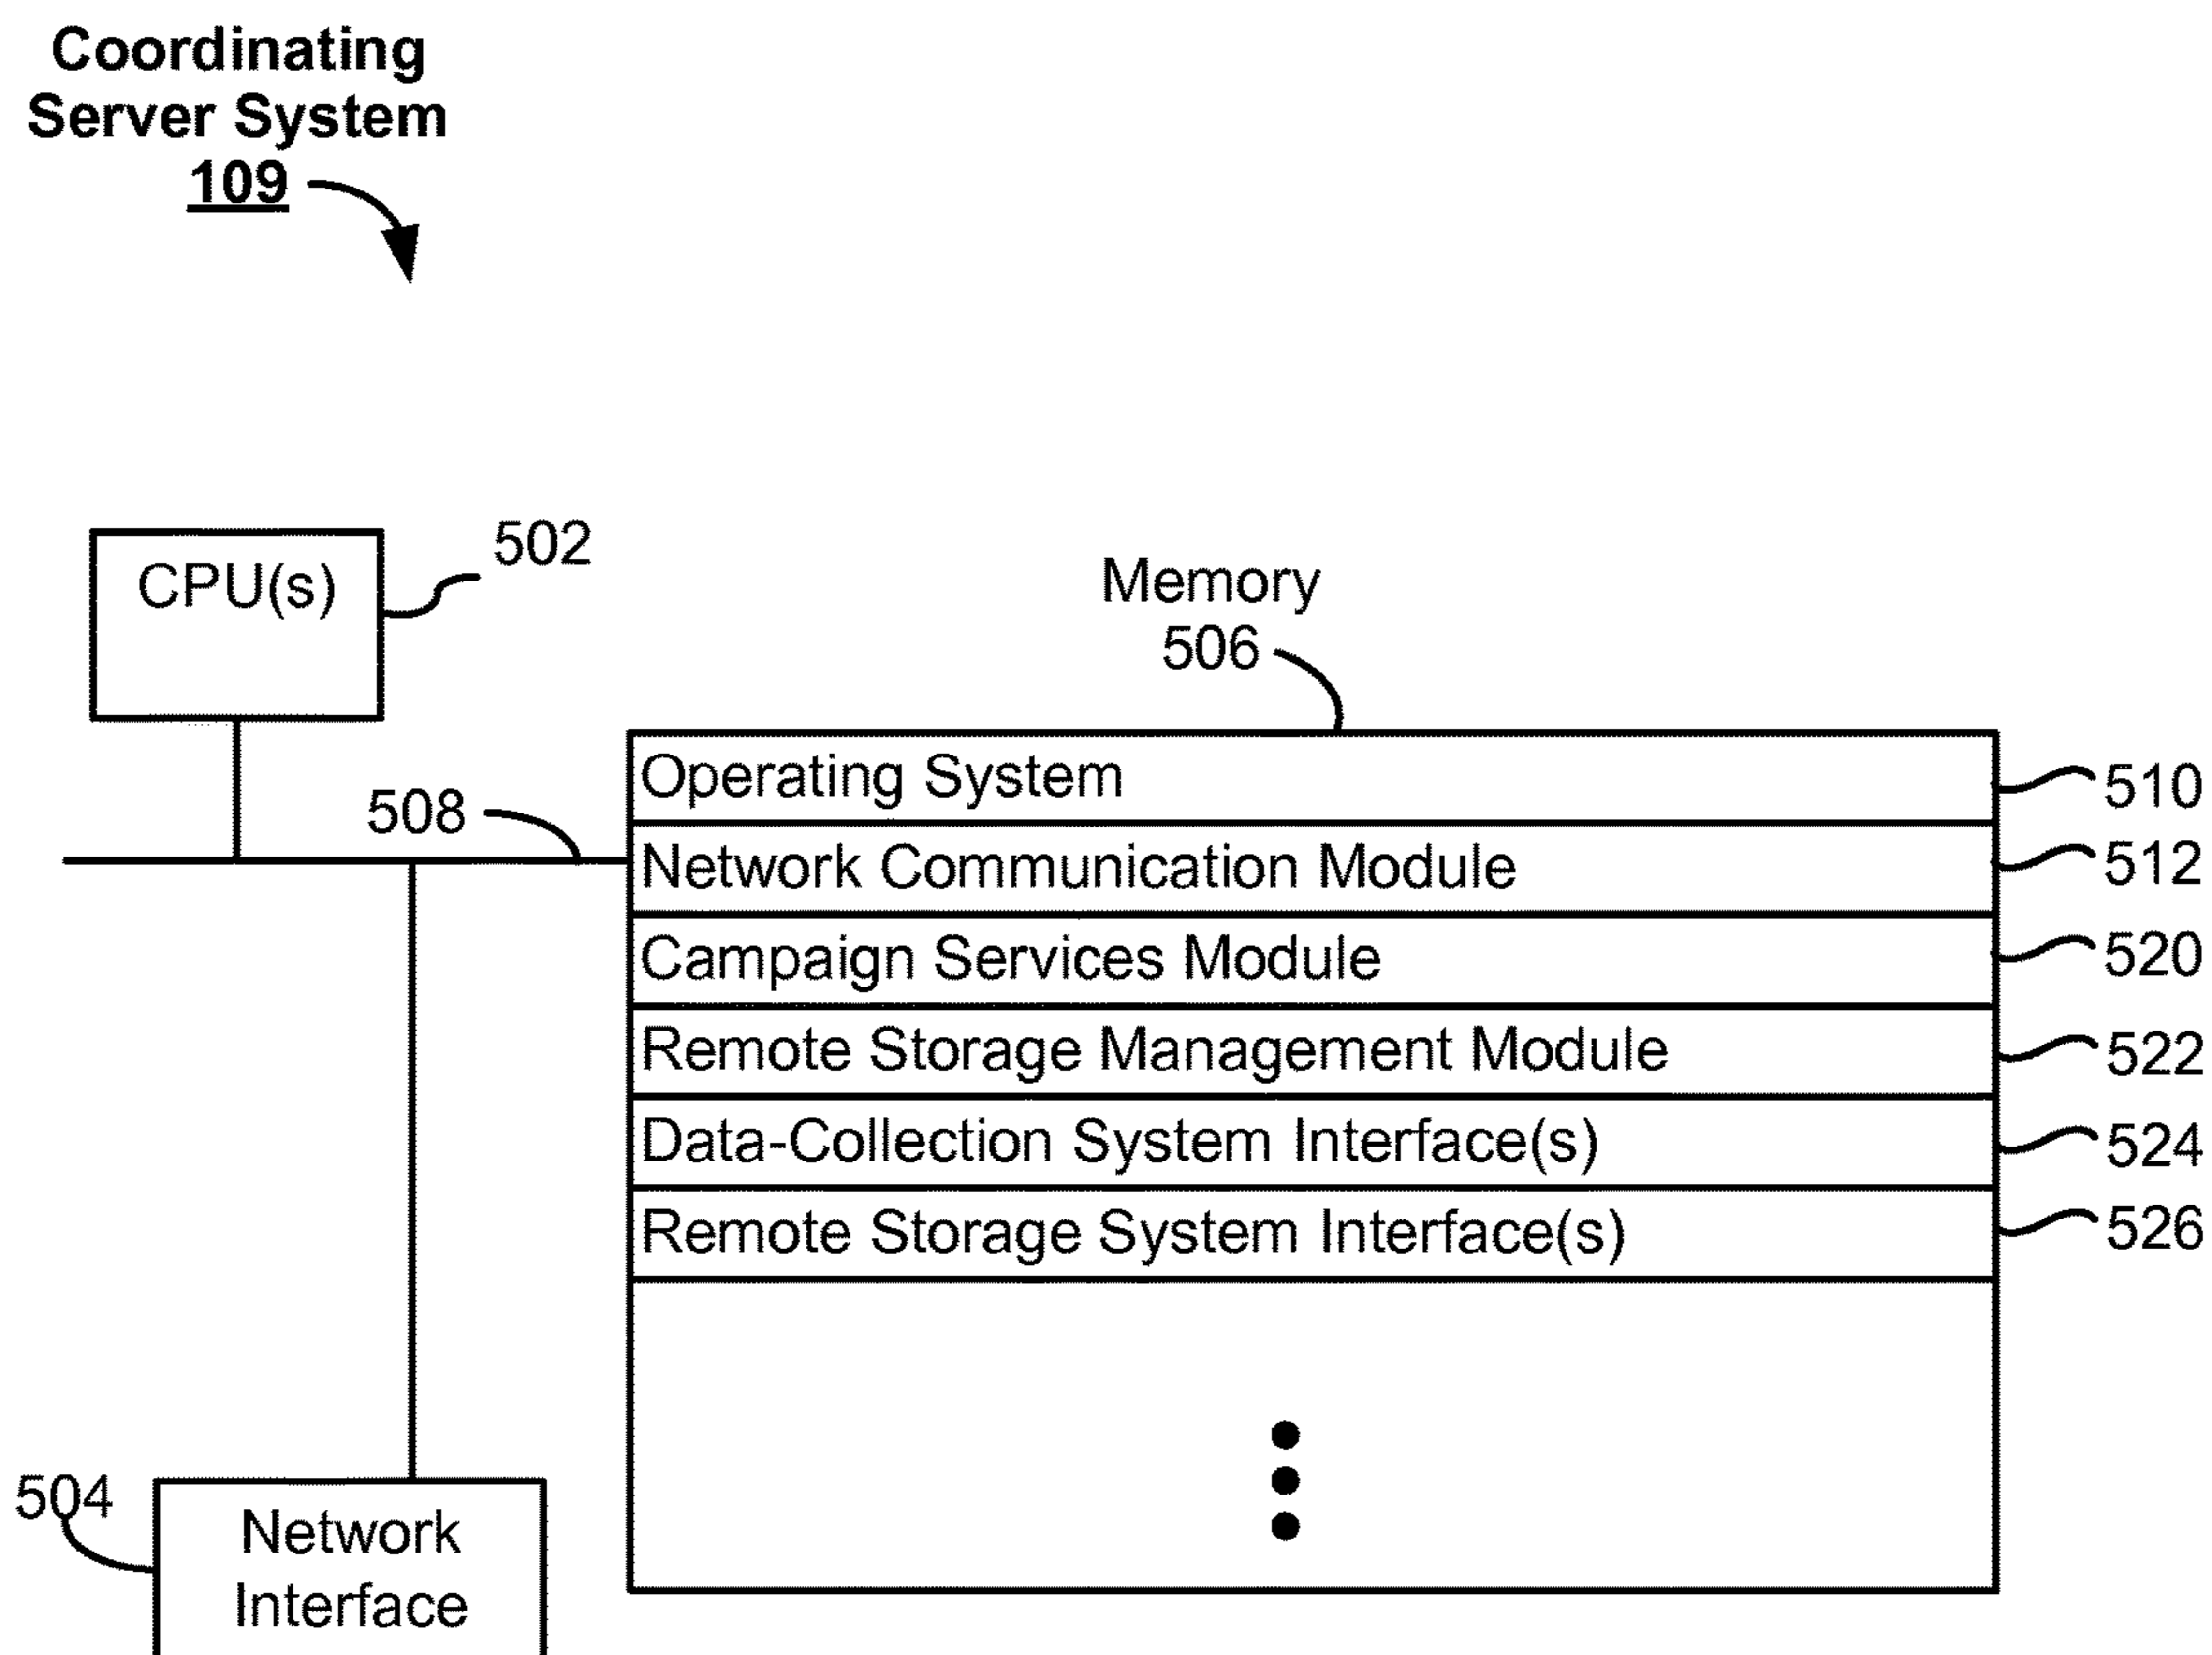 Coordinating
Server System
109
CPU(s)
502
Memory
506
508
Operating System
510
Network Communication Module
512
Campaign Services Module
520
Remote Storage Management Module
522
Data-Collection System Interface(s)
524
Remote Storage System Interface(s)
526
504
Network
Interface